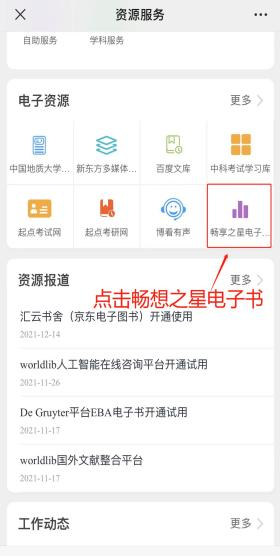 资源服务
自助服务 学科服务
电子资源 更多
中国地质大学... 新东方多媒体... 百度文库 中科考试学习库
起点考试网 起点考研网 博看有声 畅享之星电子...
资源报道 更多
点击畅想之星电子书
汇云书舍（京东电子图书）开通使用
2021-12-14
worldlib人工智能在线咨询平台开通试用
2021-11-26
De Gruyter平台EBA电子书开通试用
2021-11-17
worldlib国外文献整合平台
2021-11-17
工作动态 更多